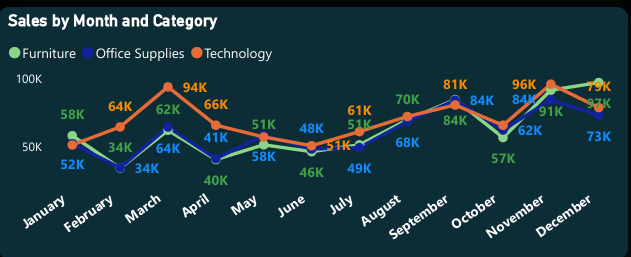 Sales by Month and Category
Furniture Office Supplies Technology
100K
50K
58K
52K
64K
34K
34K
94K
62K
64K
66K
41K
40K
51K
58K
48K
51K
46K
61K
51K
49K
70K
68K
81K
84K
84K
84K
62K
57K
96K
91K
79K
97K
73K
January
February
March
April
May
June
July
August
September
October
November
December